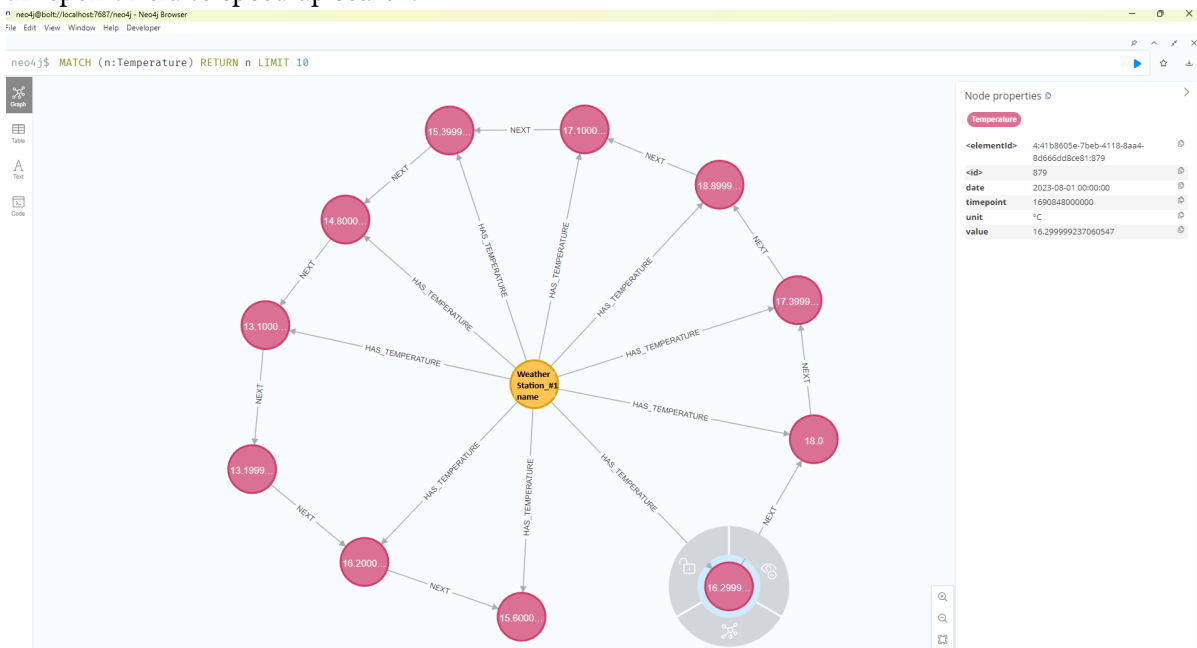 neo4j@bolt://localhost:7687/neo4j - Neo4j Browser
File Edit View Window Help Developer
neo4j$ MATCH (n:Temperature) RETURN n LIMIT 10
Graph
Table
Text
Code
Node properties
Temperature
<elementId> 4:41b8605e-7beb-4118-8aa4-
8d666dd8ce81:879
<id> 879
date 2023-08-01 00:00:00
timepoint 1690848000000
unit °C
value 16.299999237060547
15.3999...
NEXT
17.1000...
NEXT
18.8999...
NEXT
14.8000...
NEXT
NEXT
13.1000...
17.3999...
HAS_TEMPERATURE
HAS_TEMPERATURE
HAS_TEMPERATURE
HAS_TEMPERATURE
HAS_TEMPERATURE
HAS_TEMPERATURE
Weather
Station_#1
name
NEXT
NEXT
HAS_TEMPERATURE
18.0
13.1999...
HAS_TEMPERATURE
HAS_TEMPERATURE
HAS_TEMPERATURE
NEXT
NEXT
16.2000...
NEXT
15.6000...
16.2999...